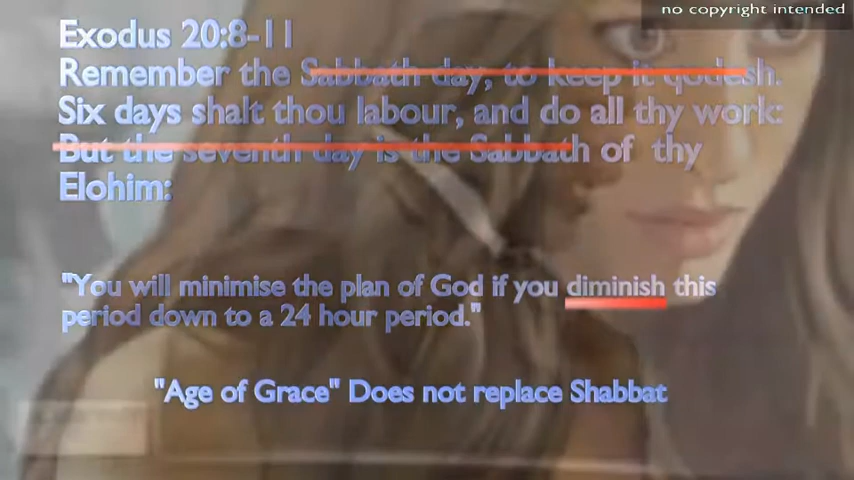 no copyright intended
Exodus 20:8-11
Remember the Sabbath day, to keep it qodesh.
Six days shalt thou labour, and do all thy work:
But the seventh day is the Sabbath of thy
Elohim:
"You will minimise the plan of God if you diminish this
period down to a 24 hour period."
"Age of Grace" Does not replace Shabbat